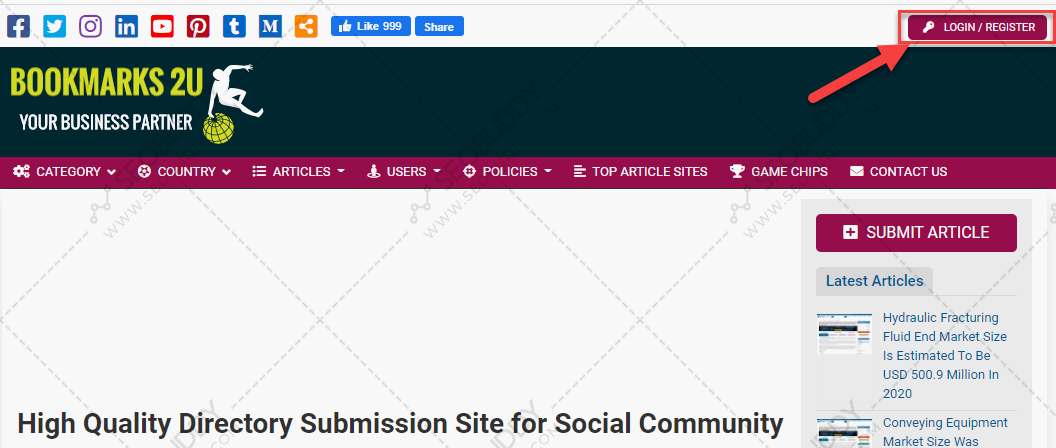 Like 999
Share
LOGIN / REGISTER
BOOKMARKS 2U
YOUR BUSINESS PARTNER
CATEGORY
COUNTRY
ARTICLES
USERS
POLICIES
TOP ARTICLE SITES
GAME CHIPS
CONTACT US
SUBMIT ARTICLE
Latest Articles
Hydraulic Fracturing
Fluid End Market Size
Is Estimated To Be
USD 500.9 Million In
2020
Conveying Equipment
Market Size Was
High Quality Directory Submission Site for Social Community
SEOBUDDY